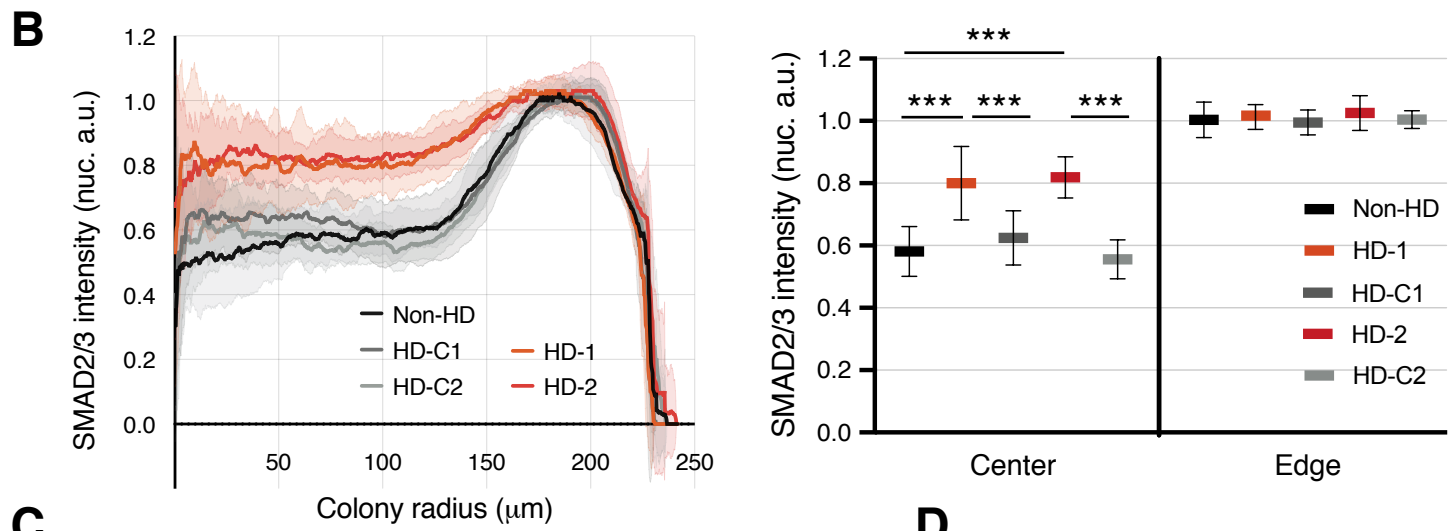 B
SMAD2/3 intensity (nuc. a.u.)
1.2
1.0
0.8
0.6
0.4
0.2
0.0
50
100
150
200
250
Colony radius (μm)
Non-HD
HD-C1
HD-C2
HD-1
HD-2
SMAD2/3 intensity (nuc. a.u.)
1.2
1.0
0.8
0.6
0.4
0.2
0.0
***
*** *** ***
Non-HD
HD-1
HD-C1
HD-2
HD-C2
Center
Edge
C
D